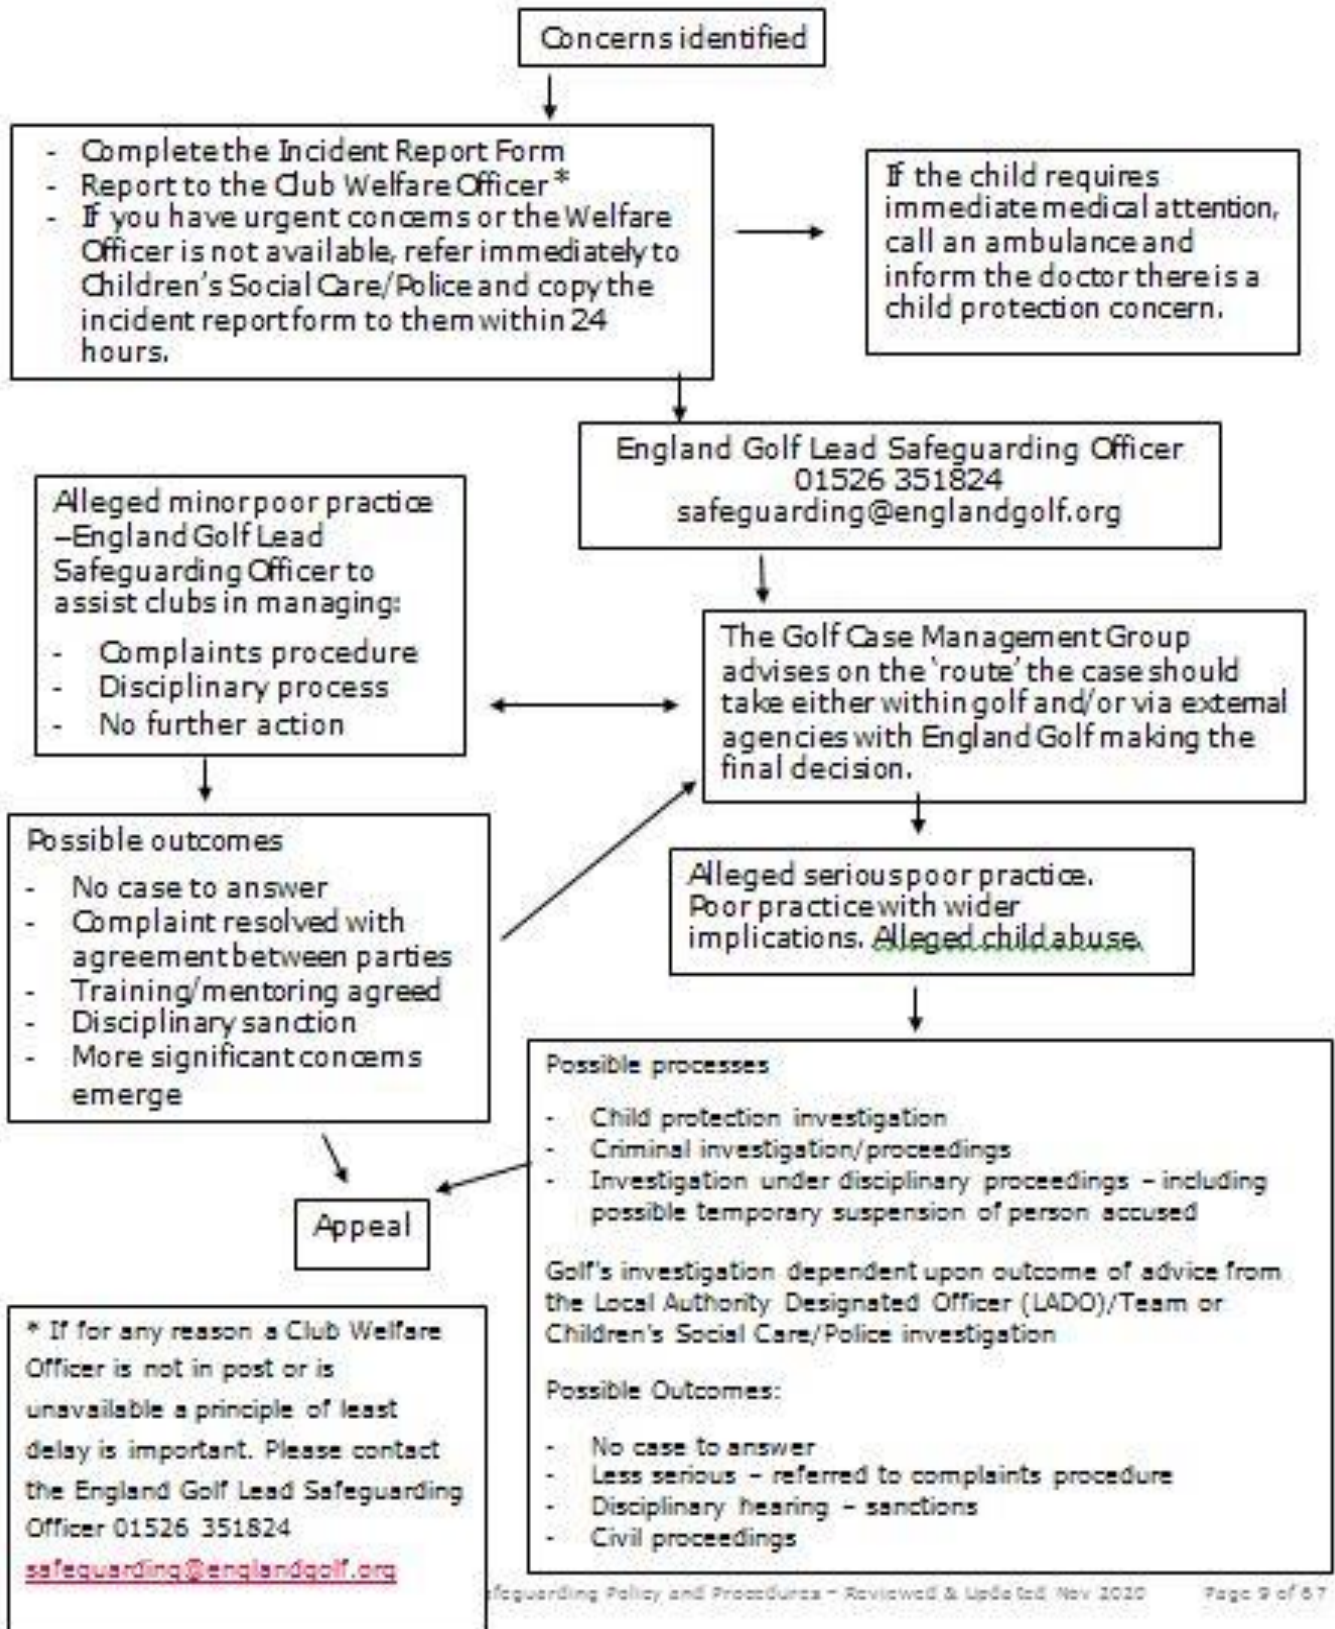 Concerns identified
- Complete the Incident Report Form
- Report to the Club Welfare Officer *
- If you have urgent concerns or the Welfare
Officer is not available, refer immediately to
Children's Social Care/Police and copy the
incident report form to them within 24
hours.
If the child requires
immediate medical attention,
call an ambulance and
inform the doctor there is a
child protection concern.
England Golf Lead Safeguarding Officer
01526 351824
safeguarding@englandgolf.org
Alleged minor poor practice
–England Golf Lead
Safeguarding Officer to
assist clubs in managing:
- Complaints procedure
- Disciplinary process
- No further action
The Golf Case Management Group
advises on the 'route' the case should
take either within golf and/or via external
agencies with England Golf making the
final decision.
Possible outcomes
- No case to answer
- Complaint resolved with
agreement between parties
- Training/mentoring agreed
- Disciplinary sanction
- More significant concerns
emerge
Alleged serious poor practice.
Poor practice with wider
implications. Alleged child abuse.
Possible processes
- Child protection investigation
- Criminal investigation/proceedings
- Investigation under disciplinary proceedings – including
possible temporary suspension of person accused
Golf's investigation dependent upon outcome of advice from
the Local Authority Designated Officer (LADO)/Team or
Children's Social Care/Police investigation
Possible Outcomes:
- No case to answer
- Less serious – referred to complaints procedure
- Disciplinary hearing – sanctions
- Civil proceedings
Appeal
* If for any reason a Club Welfare
Officer is not in post or is
unavailable a principle of least
delay is important. Please contact
the England Golf Lead Safeguarding
Officer 01526 351824
safeguarding@englandgolf.org
afeguarding Policy and Procedures – Reviewed & Updated Nov 2020 Page 9 of 67